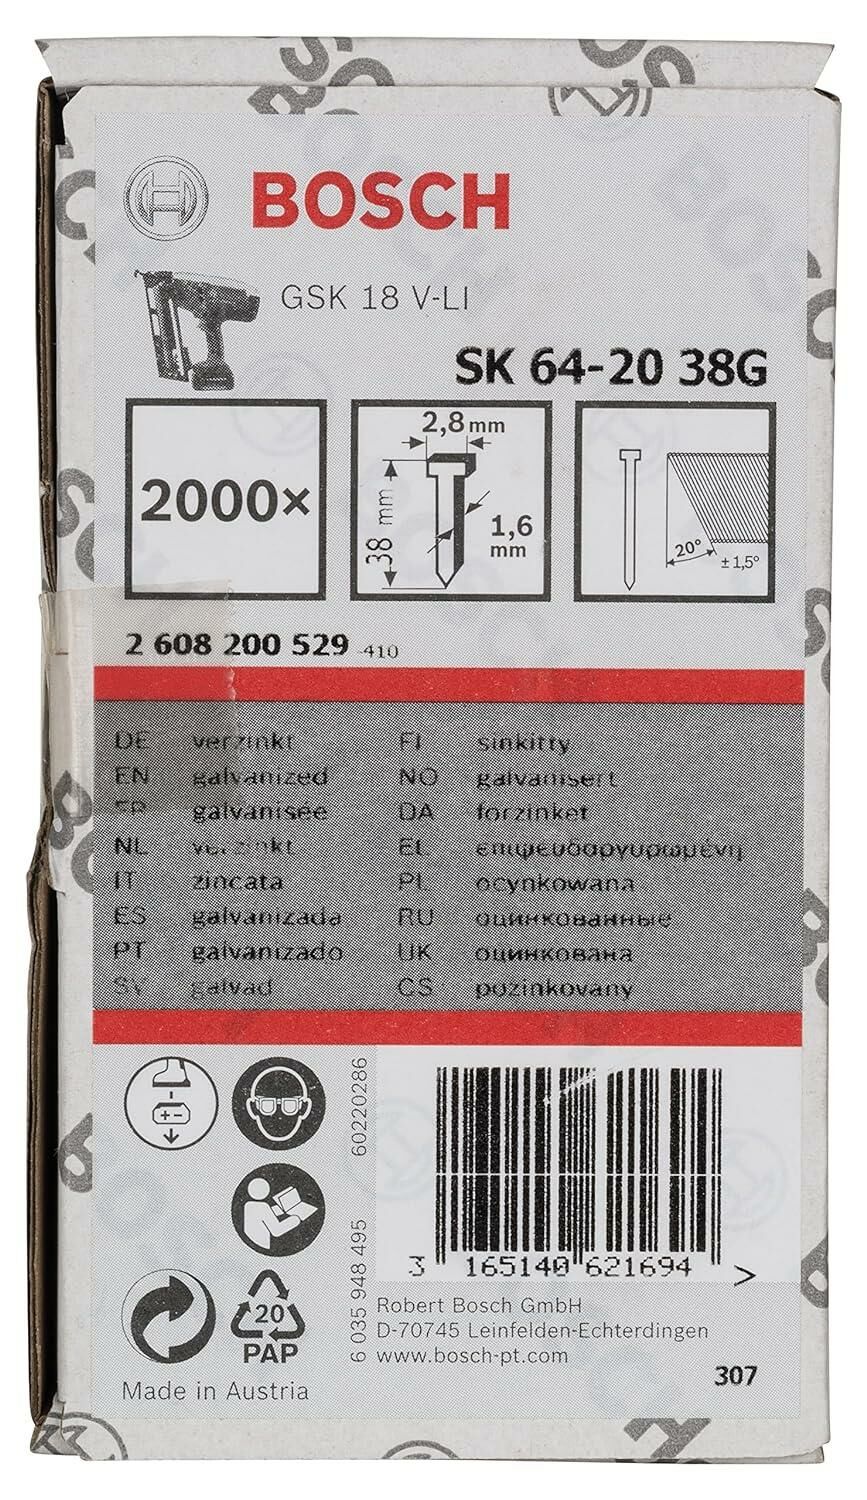 BOSCH
GSK 18 V-LI
SK 64-20 38G
2000×
2,8 mm
38 mm
1,6 mm
20°
± 1,5°
2 608 200 529 -410
DE verzinkt FI sinkitty
EN galvanized NO galvanisert
FR galvanisée DA forzinket
NL verzinkt EL επιψευδαργυρωμένη
IT zincata PL ocynkowana
ES galvanizada RU оцинкованные
PT galvanizado UK оцинкована
SV galvad CS pozinkovany
60220286
6 035 948 495
3 165140 621694 >
20
PAP
Robert Bosch GmbH
D-70745 Leinfelden-Echterdingen
www.bosch-pt.com
Made in Austria
307